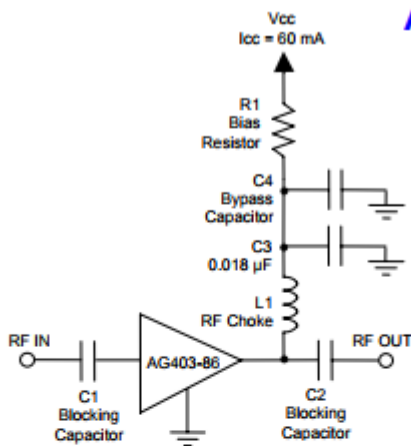 Vcc
Icc = 60 mA
R1
Bias
Resistor
C4
Bypass
Capacitor
C3
0.018 µF
L1
RF Choke
RF IN
AG403-86
RF OUT
C1
Blocking
Capacitor
C2
Blocking
Capacitor